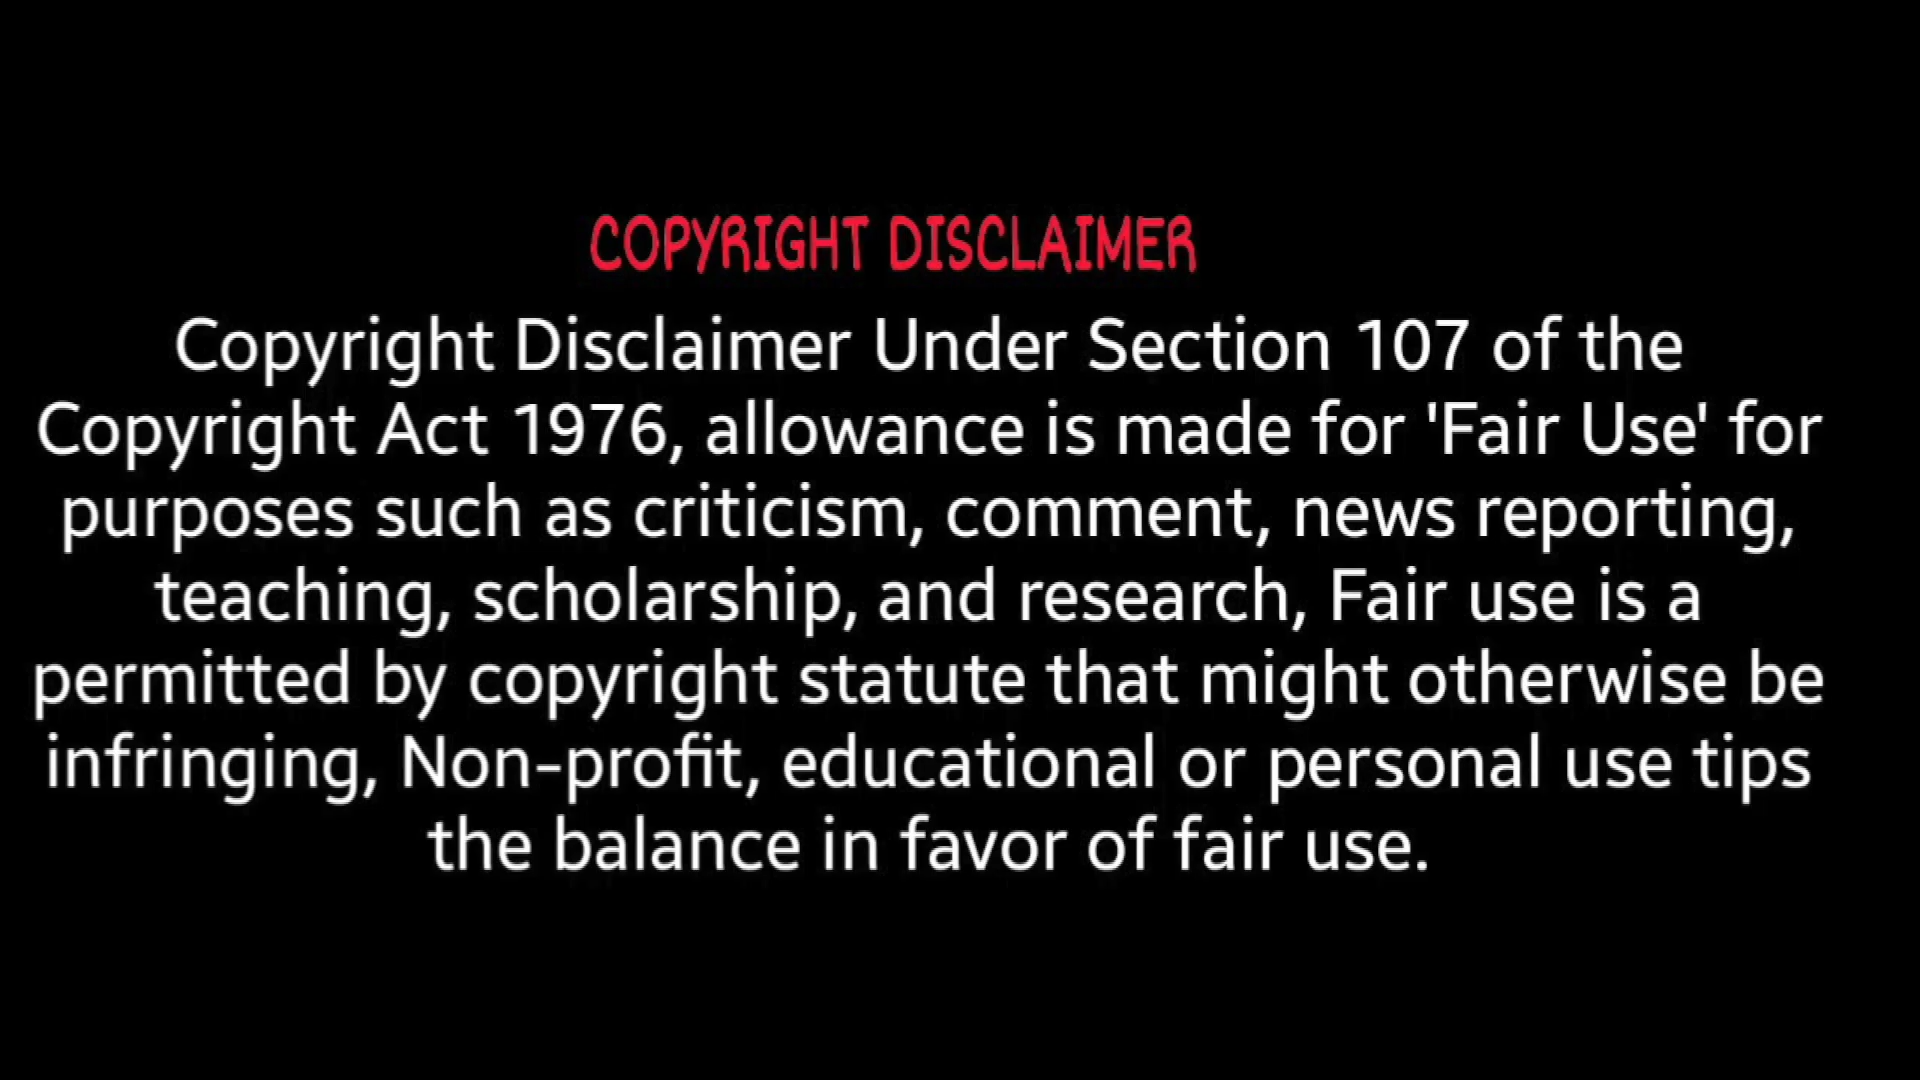 COPYRIGHT DISCLAIMER
Copyright Disclaimer Under Section 107 of the
Copyright Act 1976, allowance is made for 'Fair Use' for
purposes such as criticism, comment, news reporting,
teaching, scholarship, and research, Fair use is a
permitted by copyright statute that might otherwise be
infringing, Non-profit, educational or personal use tips
the balance in favor of fair use.